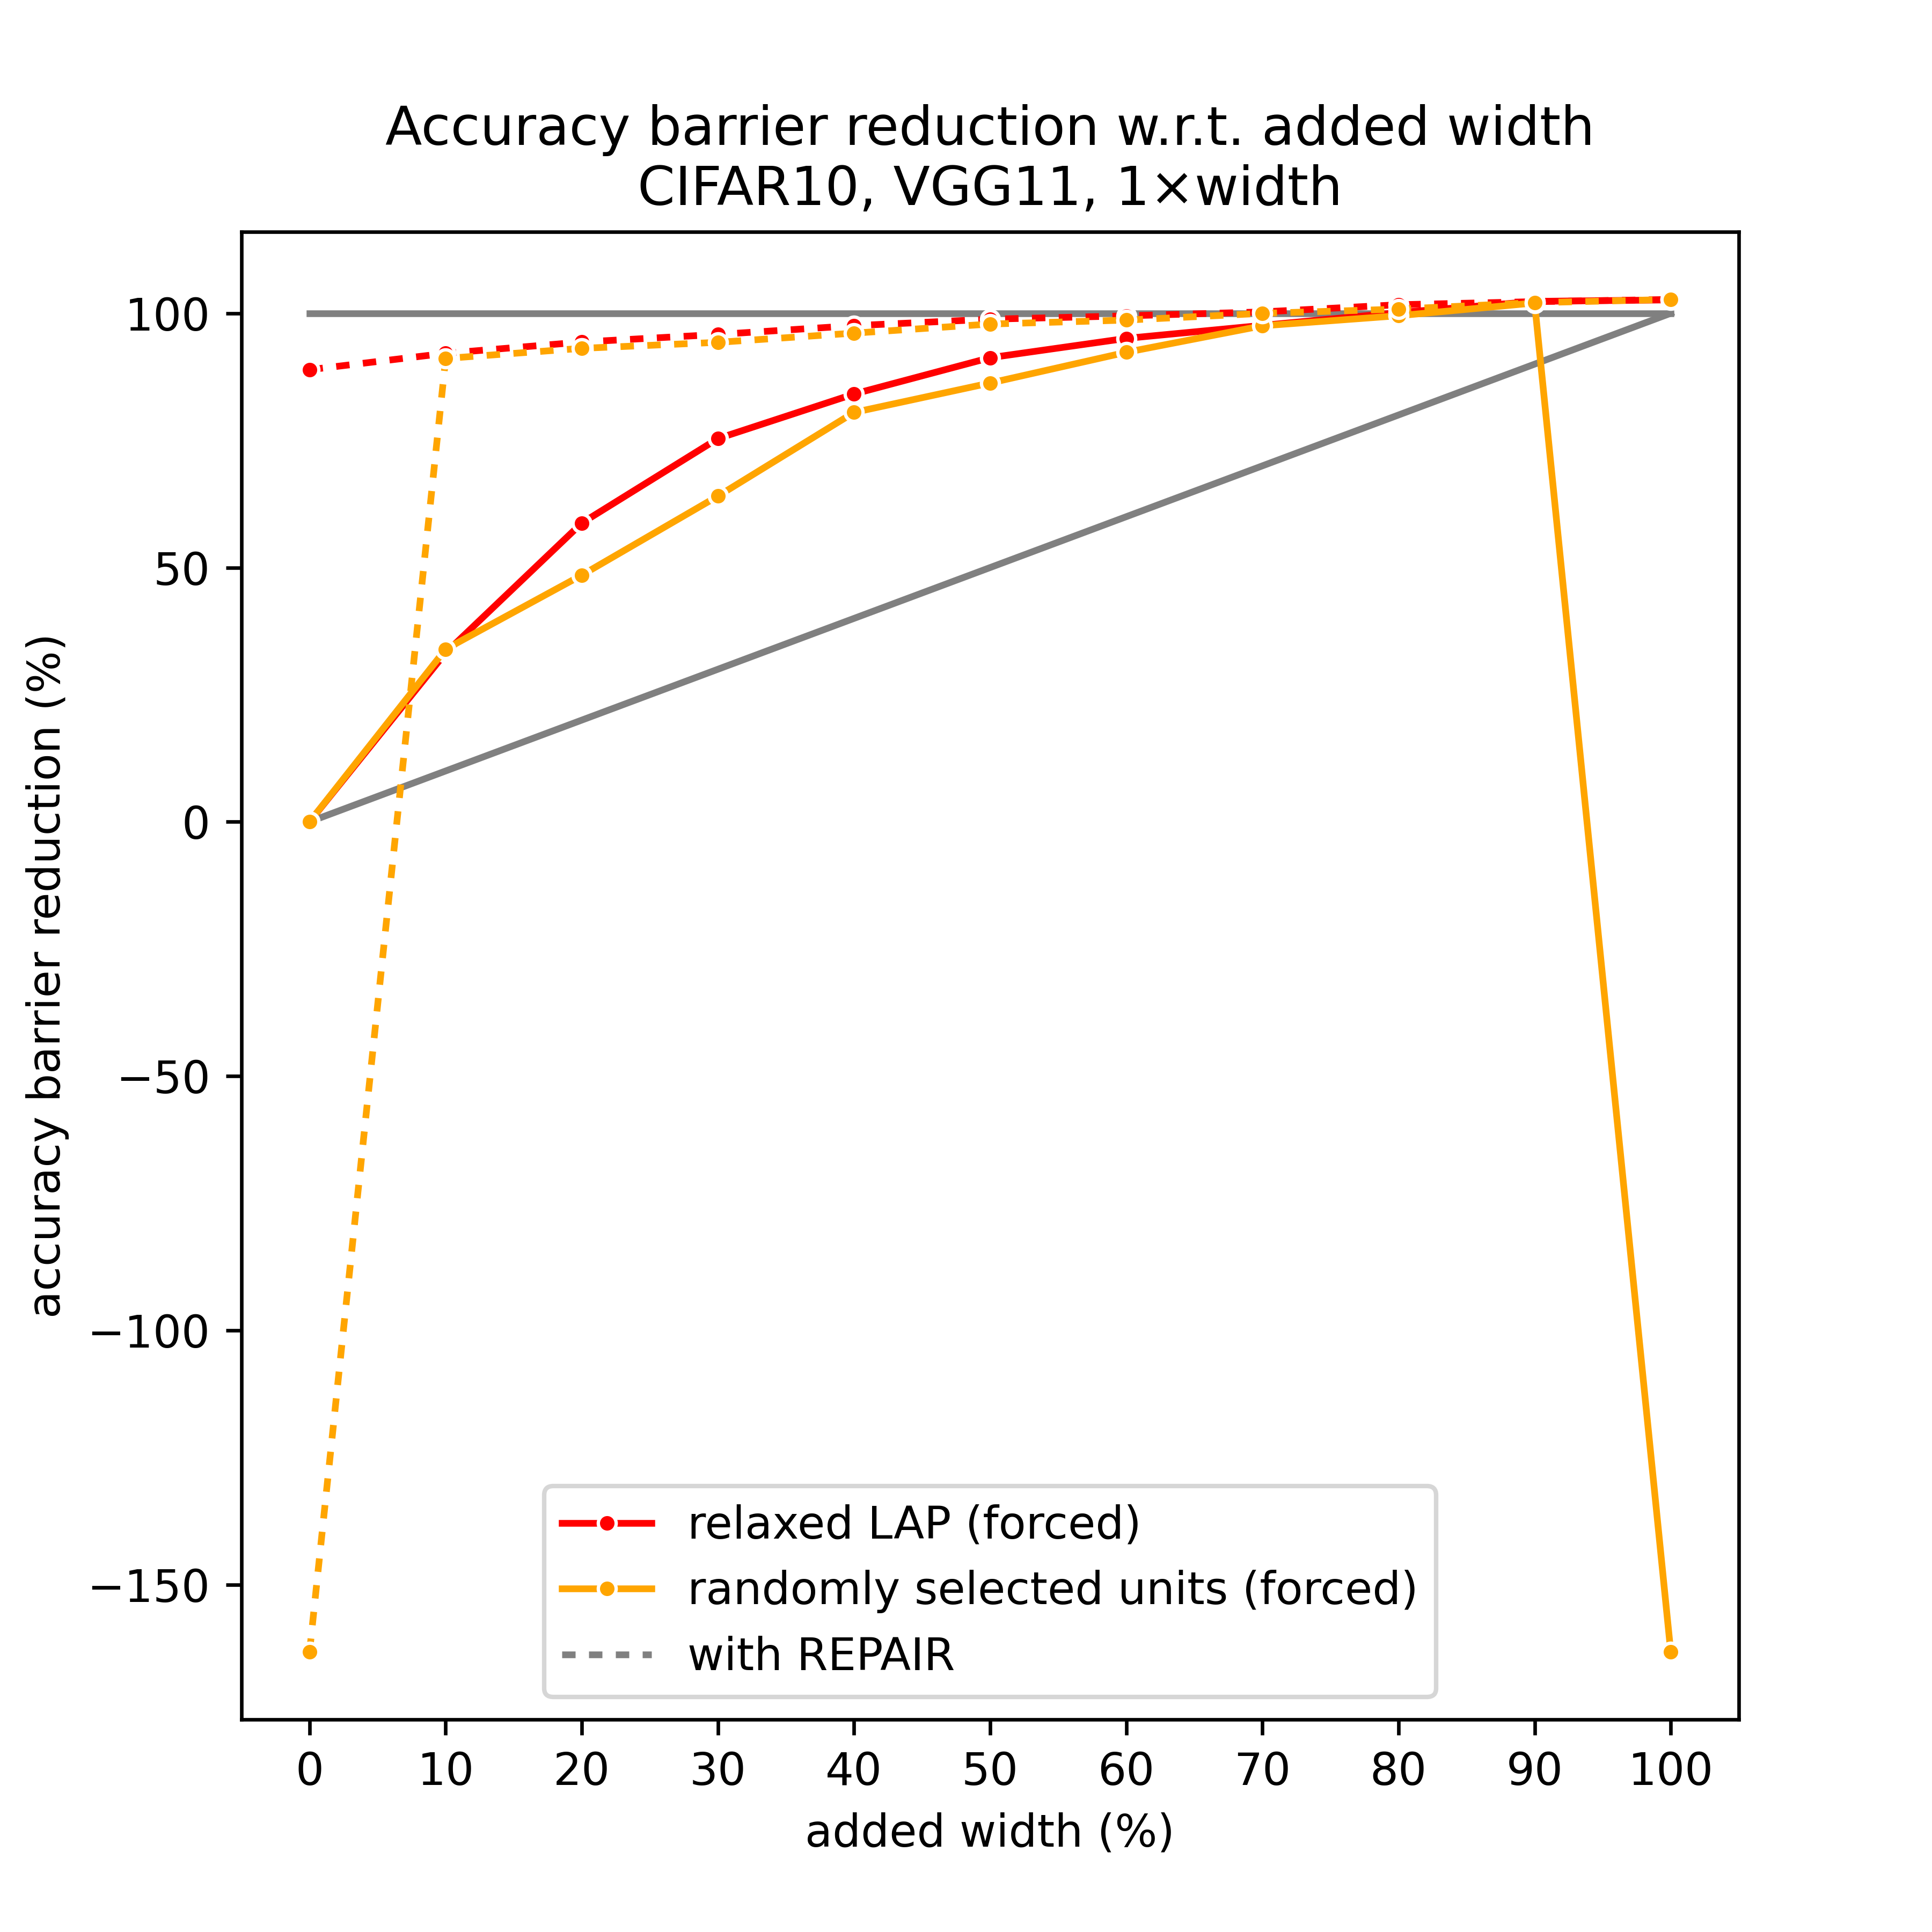 Accuracy barrier reduction w.r.t. added width
CIFAR10, VGG11, 1×width
accuracy barrier reduction (%)
100
50
0
−50
−100
−150
relaxed LAP (forced)
randomly selected units (forced)
with REPAIR
0 10 20 30 40 50 60 70 80 90 100
added width (%)